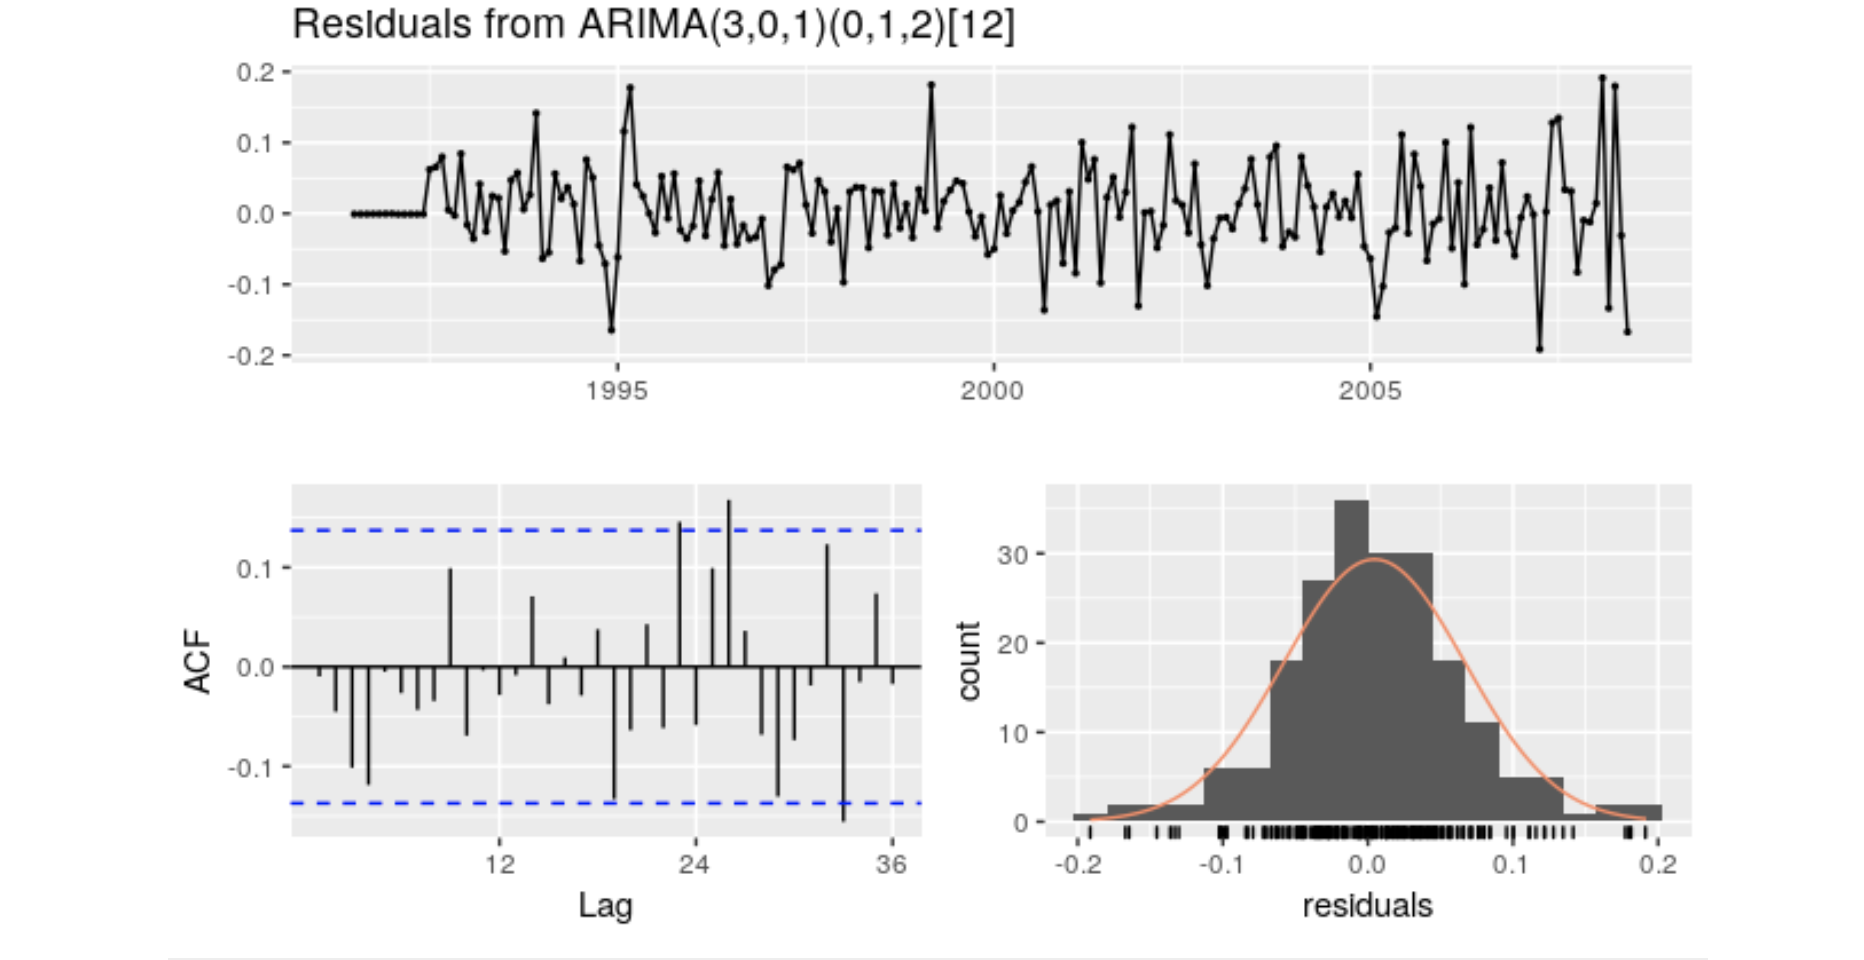 Residuals from ARIMA(3,0,1)(0,1,2)[12]
0.2
0.1
0.0
-0.1
-0.2
1995 2000 2005
ACF
0.1
0.0
-0.1
12 24 36
Lag
count
30
20
10
0
-0.2 -0.1 0.0 0.1 0.2
residuals